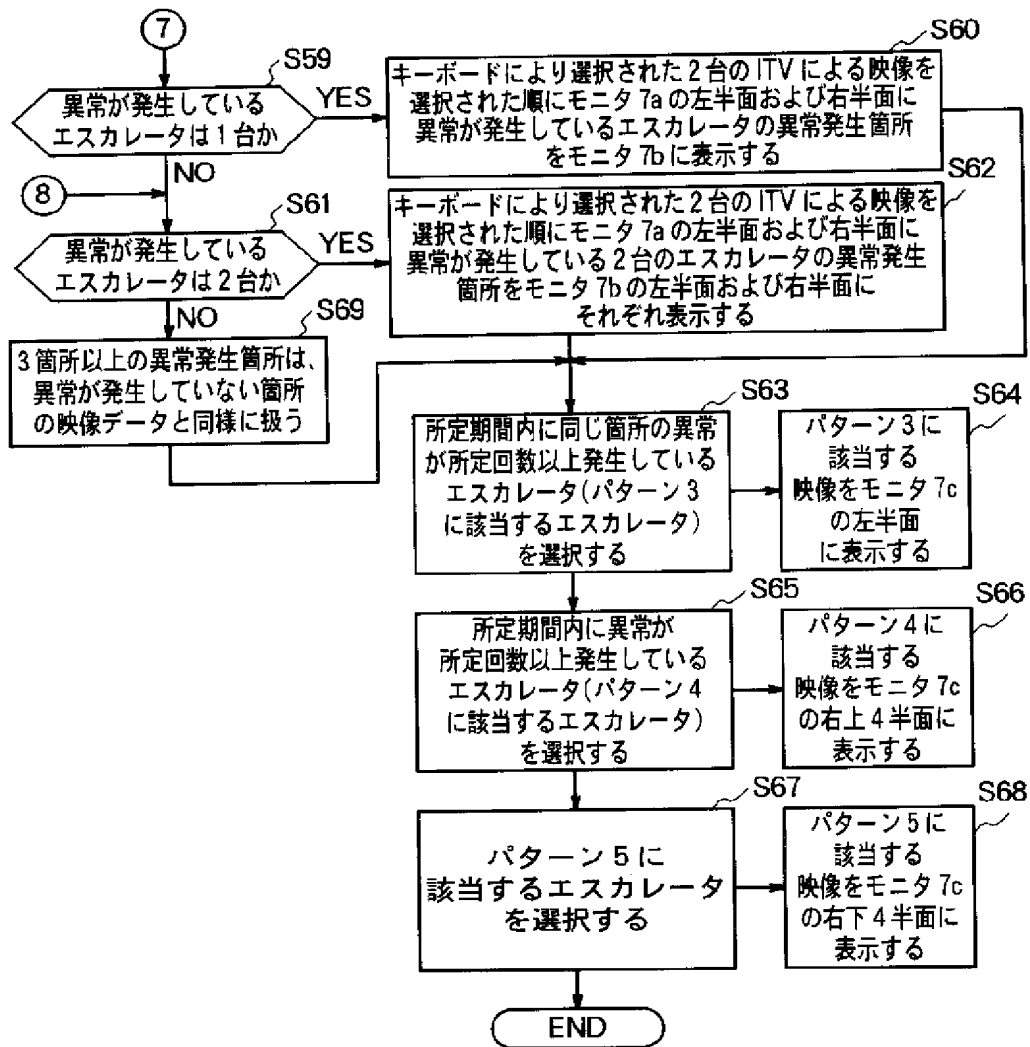 7
S59
異常が発生している
エスカレータは1台か
YES
NO
S60
キーボードにより選択された2台のITVによる映像を
選択された順にモニタ7aの左半面および右半面に
異常が発生しているエスカレータの異常発生箇所
をモニタ7bに表示する
8
S61
異常が発生している
エスカレータは2台か
YES
NO
S62
キーボードにより選択された2台のITVによる映像を
選択された順にモニタ7aの左半面および右半面に
異常が発生している2台のエスカレータの異常発生
箇所をモニタ7bの左半面および右半面に
それぞれ表示する
S69
3箇所以上の異常発生箇所は、
異常が発生していない箇所
の映像データと同様に扱う
S63
所定期間内に同じ箇所の異常
が所定回数以上発生している
エスカレータ(パターン3
に該当するエスカレータ)
を選択する
S64
パターン3に
該当する
映像をモニタ7c
の左半面
に表示する
S65
所定期間内に異常が
所定回数以上発生している
エスカレータ(パターン4
に該当するエスカレータ)
を選択する
S66
パターン4に
該当する
映像をモニタ7c
の右上4半面に
表示する
S67
パターン5に
該当するエスカレータ
を選択する
S68
パターン5に
該当する
映像をモニタ7c
の右下4半面に
表示する
END